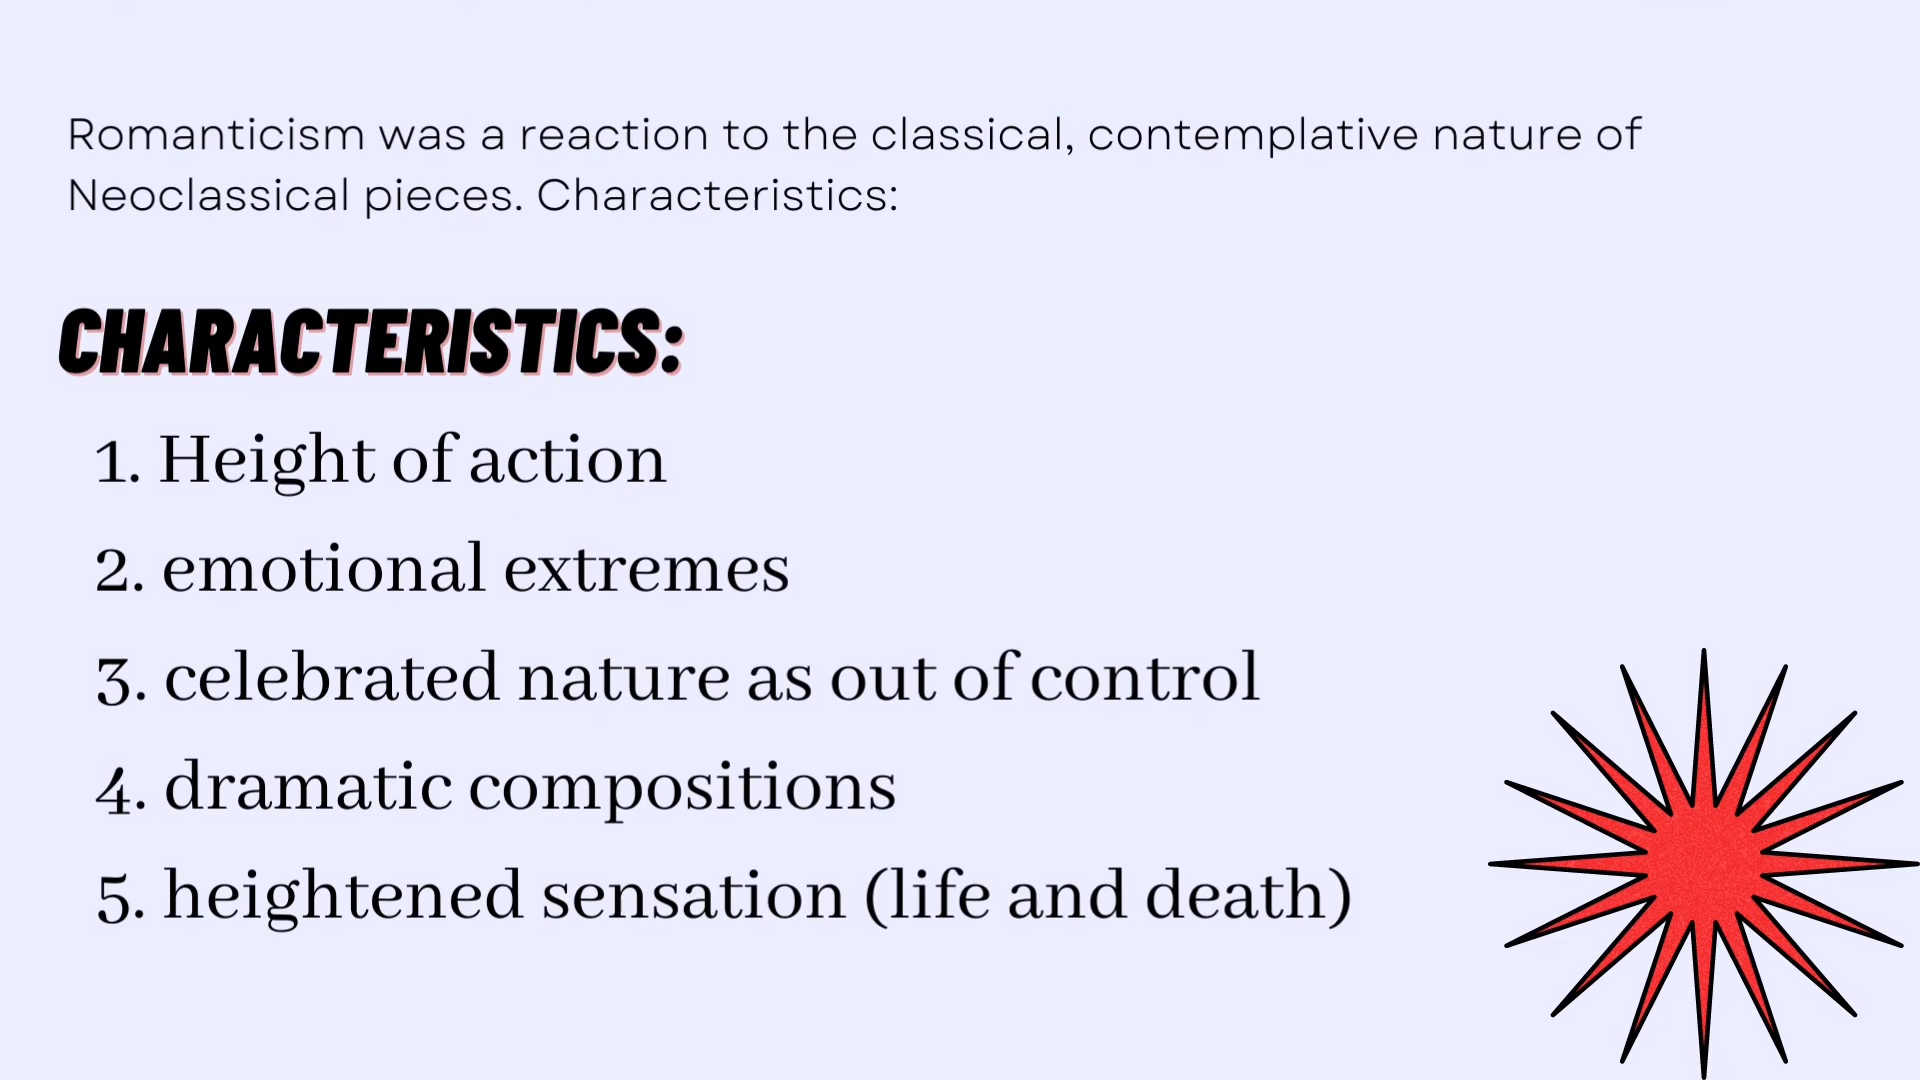 Romanticism was a reaction to the classical, contemplative nature of
Neoclassical pieces. Characteristics:
CHARACTERISTICS:
1. Height of action
2. emotional extremes
3. celebrated nature as out of control
4. dramatic compositions
5. heightened sensation (life and death)